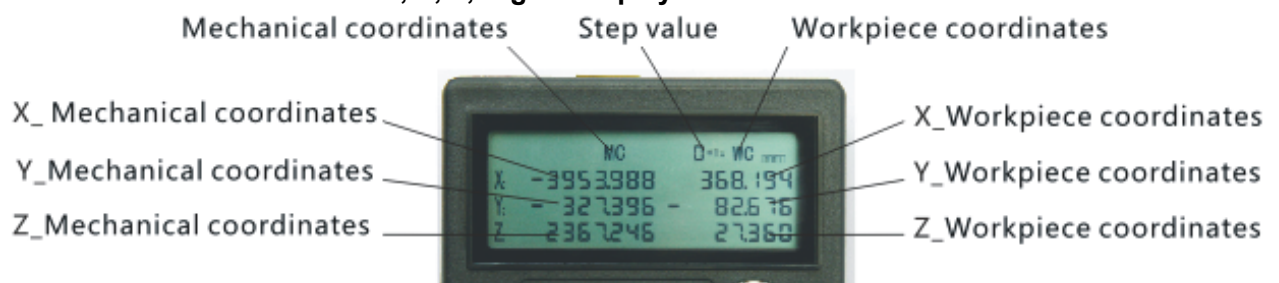 Mechanical coordinates Step value Workpiece coordinates
X_ Mechanical coordinates
X_Workpiece coordinates
Y_Mechanical coordinates
Y_Workpiece coordinates
Z_Mechanical coordinates
Z_Workpiece coordinates
MC WC mm
X: -3953.988 368.194
Y: - 327.396 - 82.676
Z 2367.246 27.360